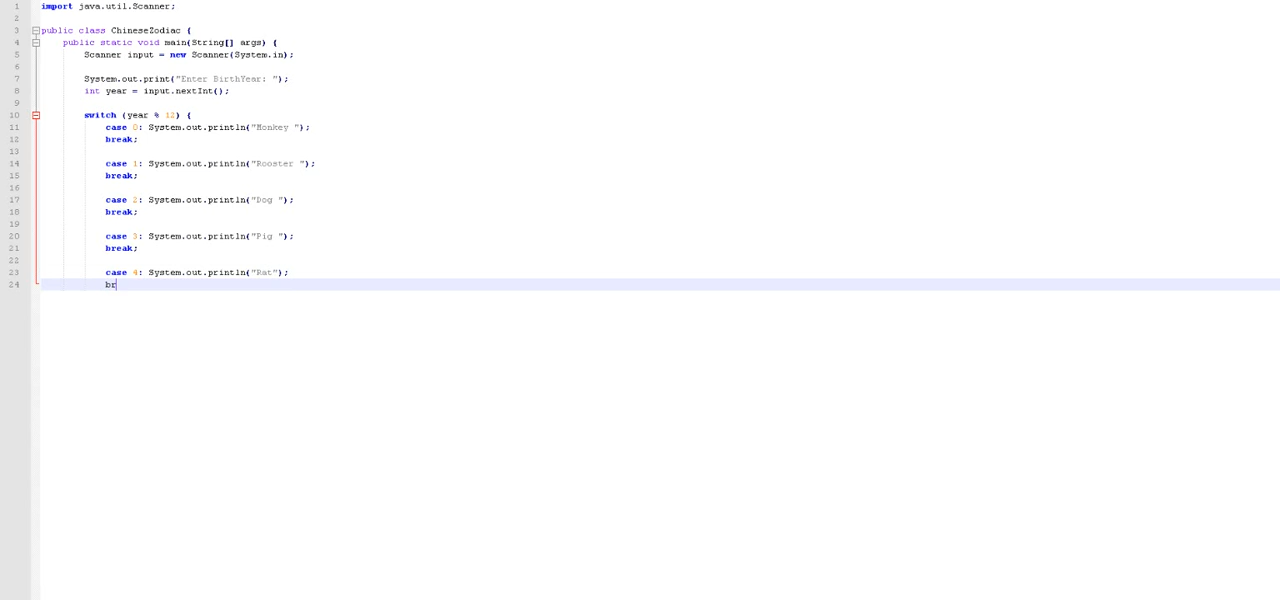 1 import java.util.Scanner;
2
3 public class ChineseZodiac {
4 public static void main(String[] args) {
5 Scanner input = new Scanner(System.in);
6
7 System.out.print("Enter BirthYear: ");
8 int year = input.nextInt();
9
10 switch (year % 12) {
11 case 0: System.out.println("Monkey ");
12 break;
13
14 case 1: System.out.println("Rooster ");
15 break;
16
17 case 2: System.out.println("Dog ");
18 break;
19
20 case 3: System.out.println("Pig ");
21 break;
22
23 case 4: System.out.println("Rat");
24 br